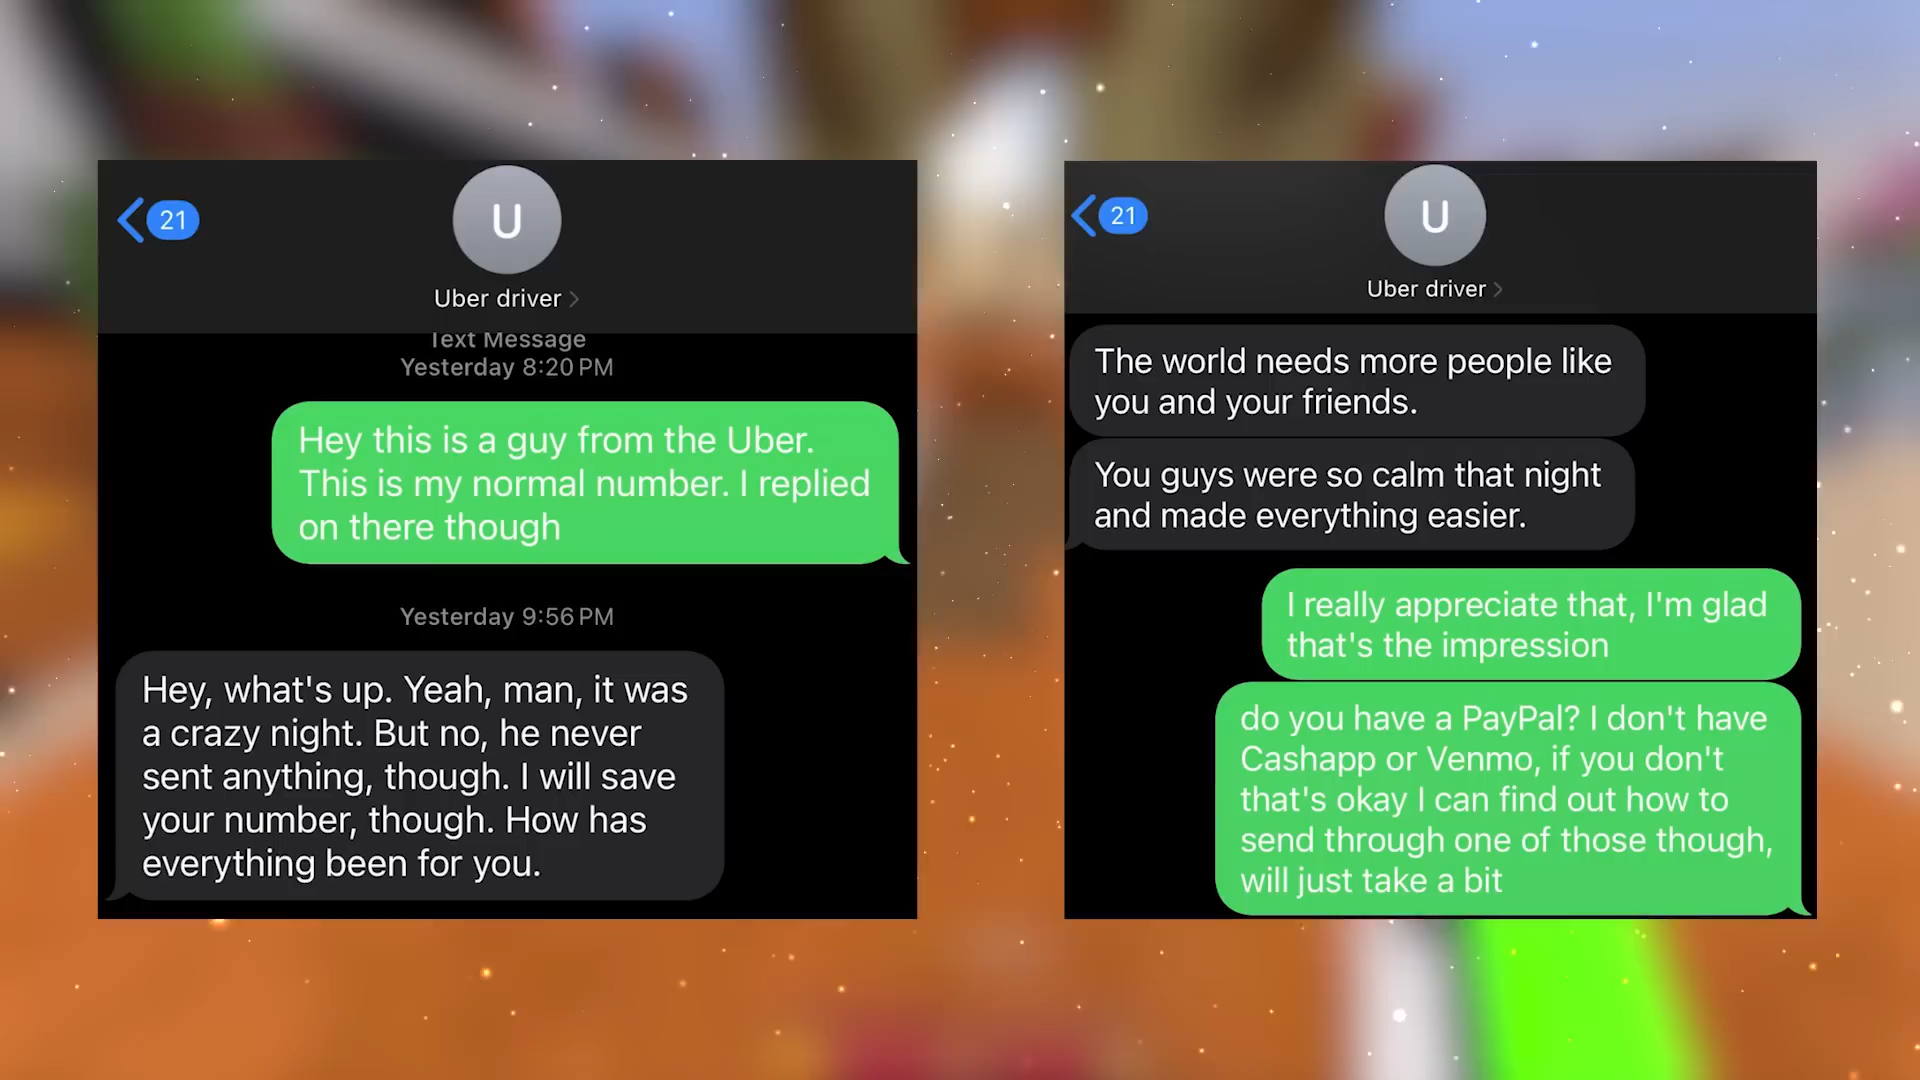 21
U
Uber driver
Text Message
Yesterday 8:20 PM
Hey this is a guy from the Uber.
This is my normal number. I replied
on there though
Yesterday 9:56 PM
Hey, what's up. Yeah, man, it was
a crazy night. But no, he never
sent anything, though. I will save
your number, though. How has
everything been for you.
21
U
Uber driver
The world needs more people like
you and your friends.
You guys were so calm that night
and made everything easier.
I really appreciate that, I'm glad
that's the impression
do you have a PayPal? I don't have
Cashapp or Venmo, if you don't
that's okay I can find out how to
send through one of those though,
will just take a bit